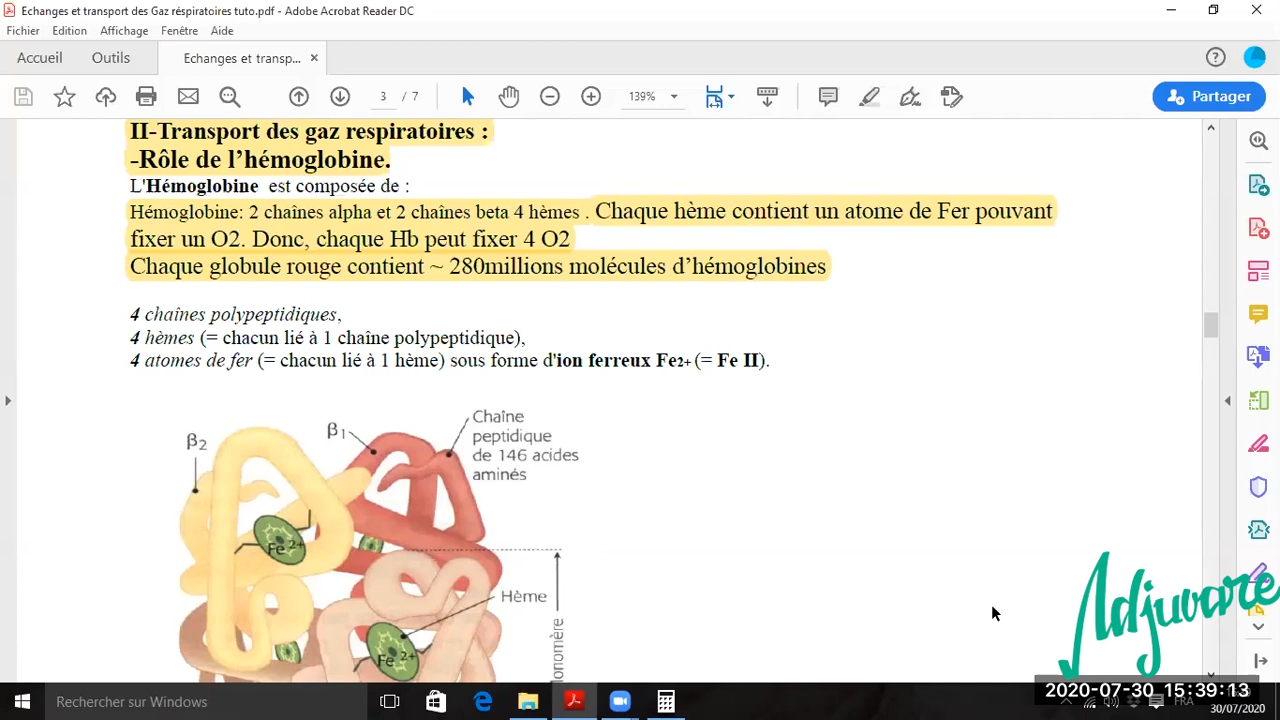 Echanges et transport des Gaz réspiratoires tuto.pdf - Adobe Acrobat Reader DC
Fichier Edition Affichage Fenêtre Aide
Accueil Outils Echanges et transp... ×
3 / 7 139% Partager
II-Transport des gaz respiratoires :
-Rôle de l’hémoglobine.
L'Hémoglobine est composée de :
Hémoglobine: 2 chaînes alpha et 2 chaînes beta 4 hèmes . Chaque hème contient un atome de Fer pouvant
fixer un O2. Donc, chaque Hb peut fixer 4 O2
Chaque globule rouge contient ~ 280millions molécules d’hémoglobines
4 chaînes polypeptidiques,
4 hèmes (= chacun lié à 1 chaîne polypeptidique),
4 atomes de fer (= chacun lié à 1 hème) sous forme d'ion ferreux Fe2+ (= Fe II).
β2
β1
Chaîne
peptidique
de 146 acides
aminés
Fe 2+
Hème
Fe 2+
Adjuvare
2020-07-30 15:39:13
Rechercher sur Windows
FRA
30/07/2020